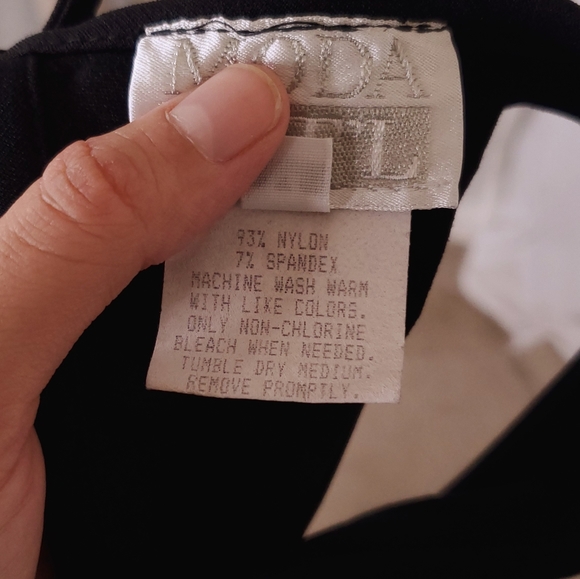 MODA
93% NYLON
7% SPANDEX
MACHINE WASH WARM
WITH LIKE COLORS.
ONLY NON-CHLORINE
BLEACH WHEN NEEDED.
TUMBLE DRY MEDIUM.
REMOVE PROMPTLY.